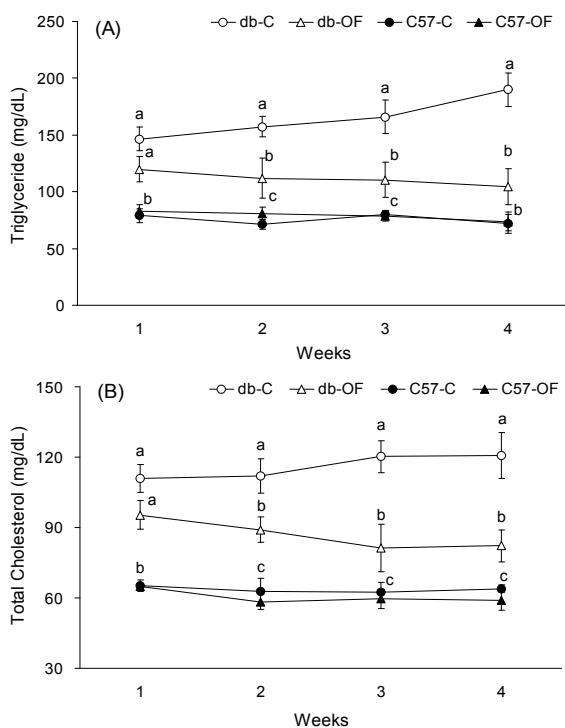 (A)
db-C db-OF C57-C C57-OF
250
200
150
100
50
0
Triglyceride (mg/dL)
a a a a
a b b b
b c c b
1 2 3 4
Weeks
(B)
db-C db-OF C57-C C57-OF
150
120
90
60
30
Total Cholesterol (mg/dL)
a a a a
a b b b
b c c c
1 2 3 4
Weeks